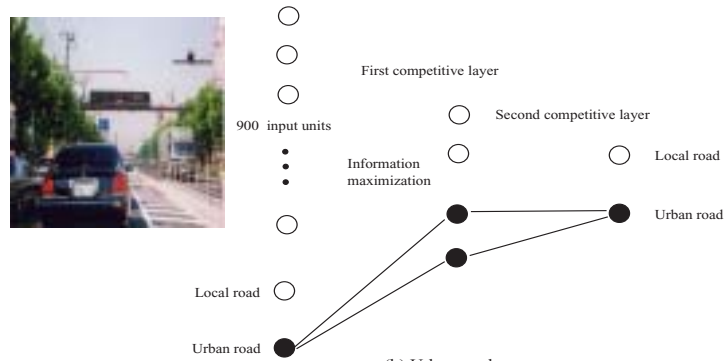 First competitive layer
Second competitive layer
900 input units
Local road
Information
maximization
Urban road
Local road
Urban road